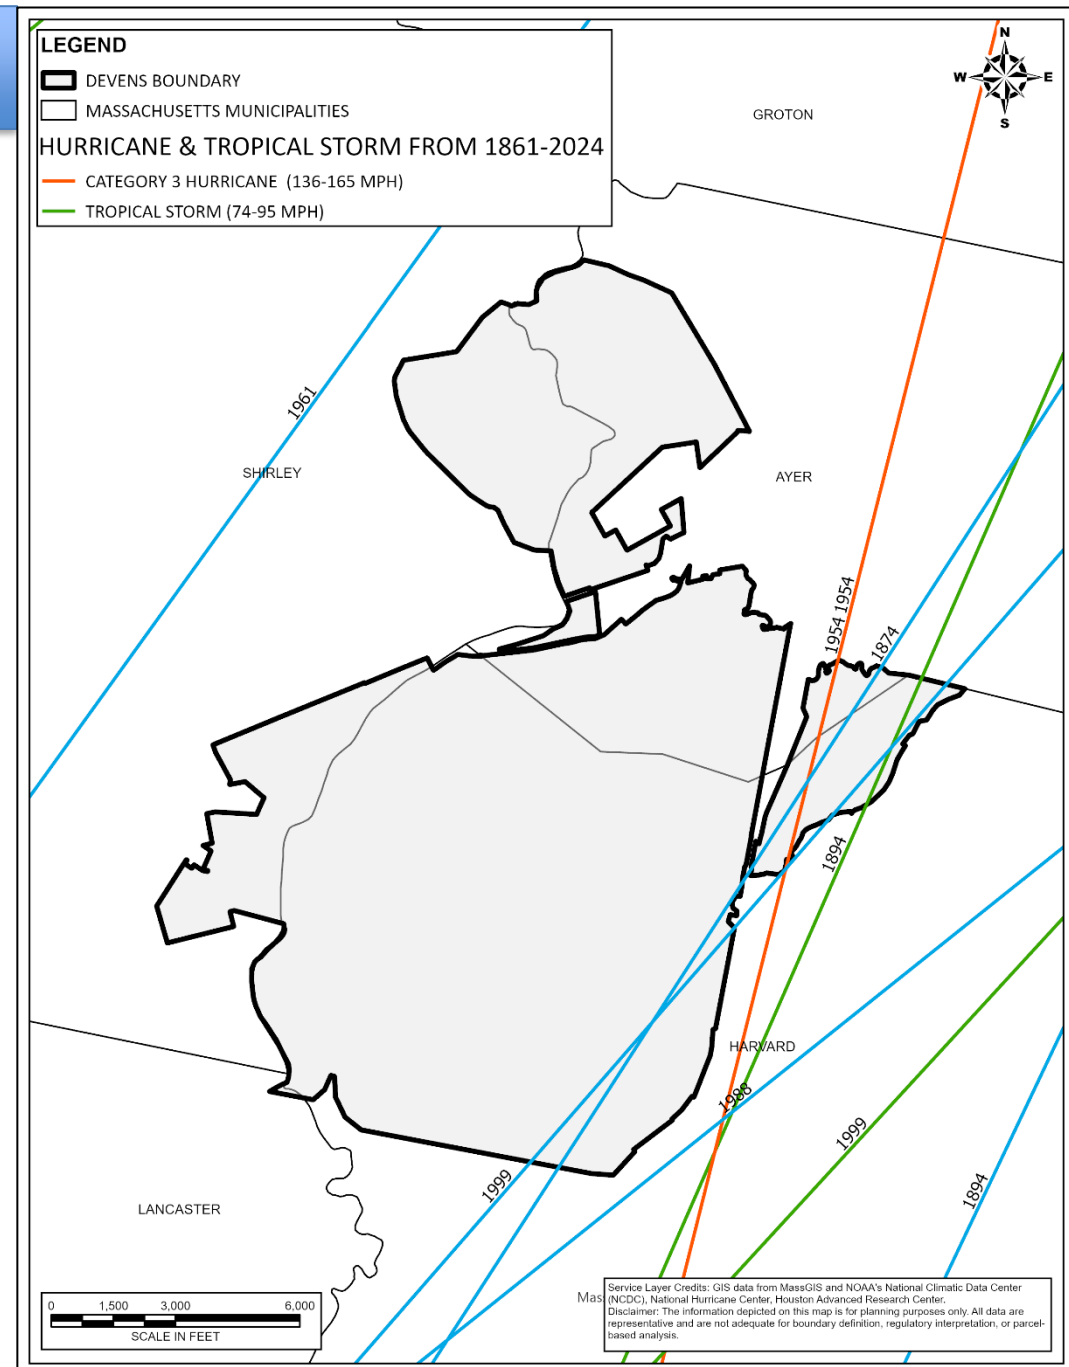 LEGEND
DEVENS BOUNDARY
MASSACHUSETTS MUNICIPALITIES
HURRICANE & TROPICAL STORM FROM 1861-2024
CATEGORY 3 HURRICANE (136-165 MPH)
TROPICAL STORM (74-95 MPH)
N
W E
S
GROTON
1961
SHIRLEY
AYER
1954 1954
1874
1894
HARVARD
1988
1999
1999
1894
LANCASTER
Mas
0 1,500 3,000 6,000
SCALE IN FEET
Service Layer Credits: GIS data from MassGIS and NOAA's National Climatic Data Center
(NCDC), National Hurricane Center, Houston Advanced Research Center.
Disclaimer: The information depicted on this map is for planning purposes only. All data are
representative and are not adequate for boundary definition, regulatory interpretation, or parcel-
based analysis.